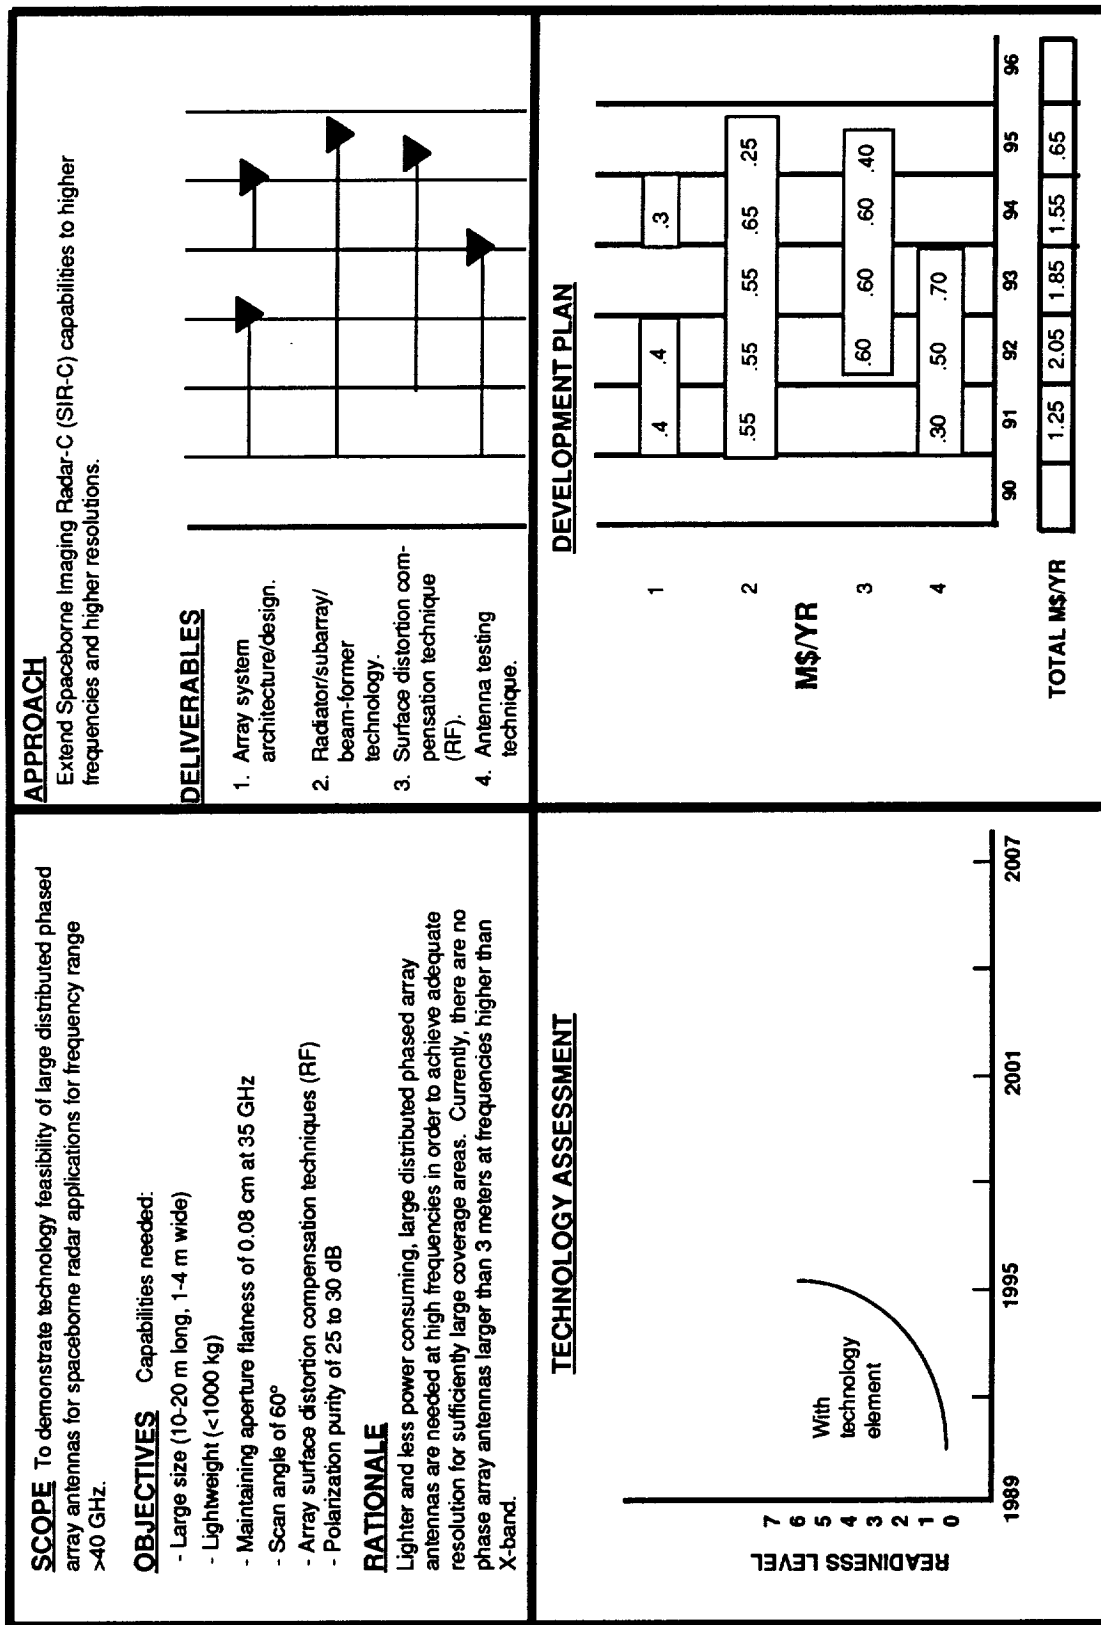 SCOPE To demonstrate technology feasibility of large distributed phased
array antennas for spaceborne radar applications for frequency range
>40 GHz.
OBJECTIVES Capabilities needed:
- Large size (10-20 m long, 1-4 m wide)
- Lightweight (<1000 kg)
- Maintaining aperture flatness of 0.08 cm at 35 GHz
- Scan angle of 60°
- Array surface distortion compensation techniques (RF)
- Polarization purity of 25 to 30 dB
RATIONALE
Lighter and less power consuming, large distributed phased array
antennas are needed at high frequencies in order to achieve adequate
resolution for sufficiently large coverage areas. Currently, there are no
phase array antennas larger than 3 meters at frequencies higher than
X-band.
APPROACH
Extend Spaceborne Imaging Radar-C (SIR-C) capabilities to higher
frequencies and higher resolutions.
DELIVERABLES
1. Array system
architecture/design.
2. Radiator/subarray/
beam-former
technology.
3. Surface distortion com-
pensation technique
(RF).
4. Antenna testing
technique.
TECHNOLOGY ASSESSMENT
READINESS LEVEL
7
6
5
4
3
2
1
0
With
technology
element
1989 1995 2001 2007
DEVELOPMENT PLAN
M$/YR
1 .4 .4 .3
2 .55 .55 .55 .65 .25
3 .60 .60 .60 .40
4 .30 .50 .70
90 91 92 93 94 95 96
TOTAL M$/YR 1.25 2.05 1.85 1.55 .65